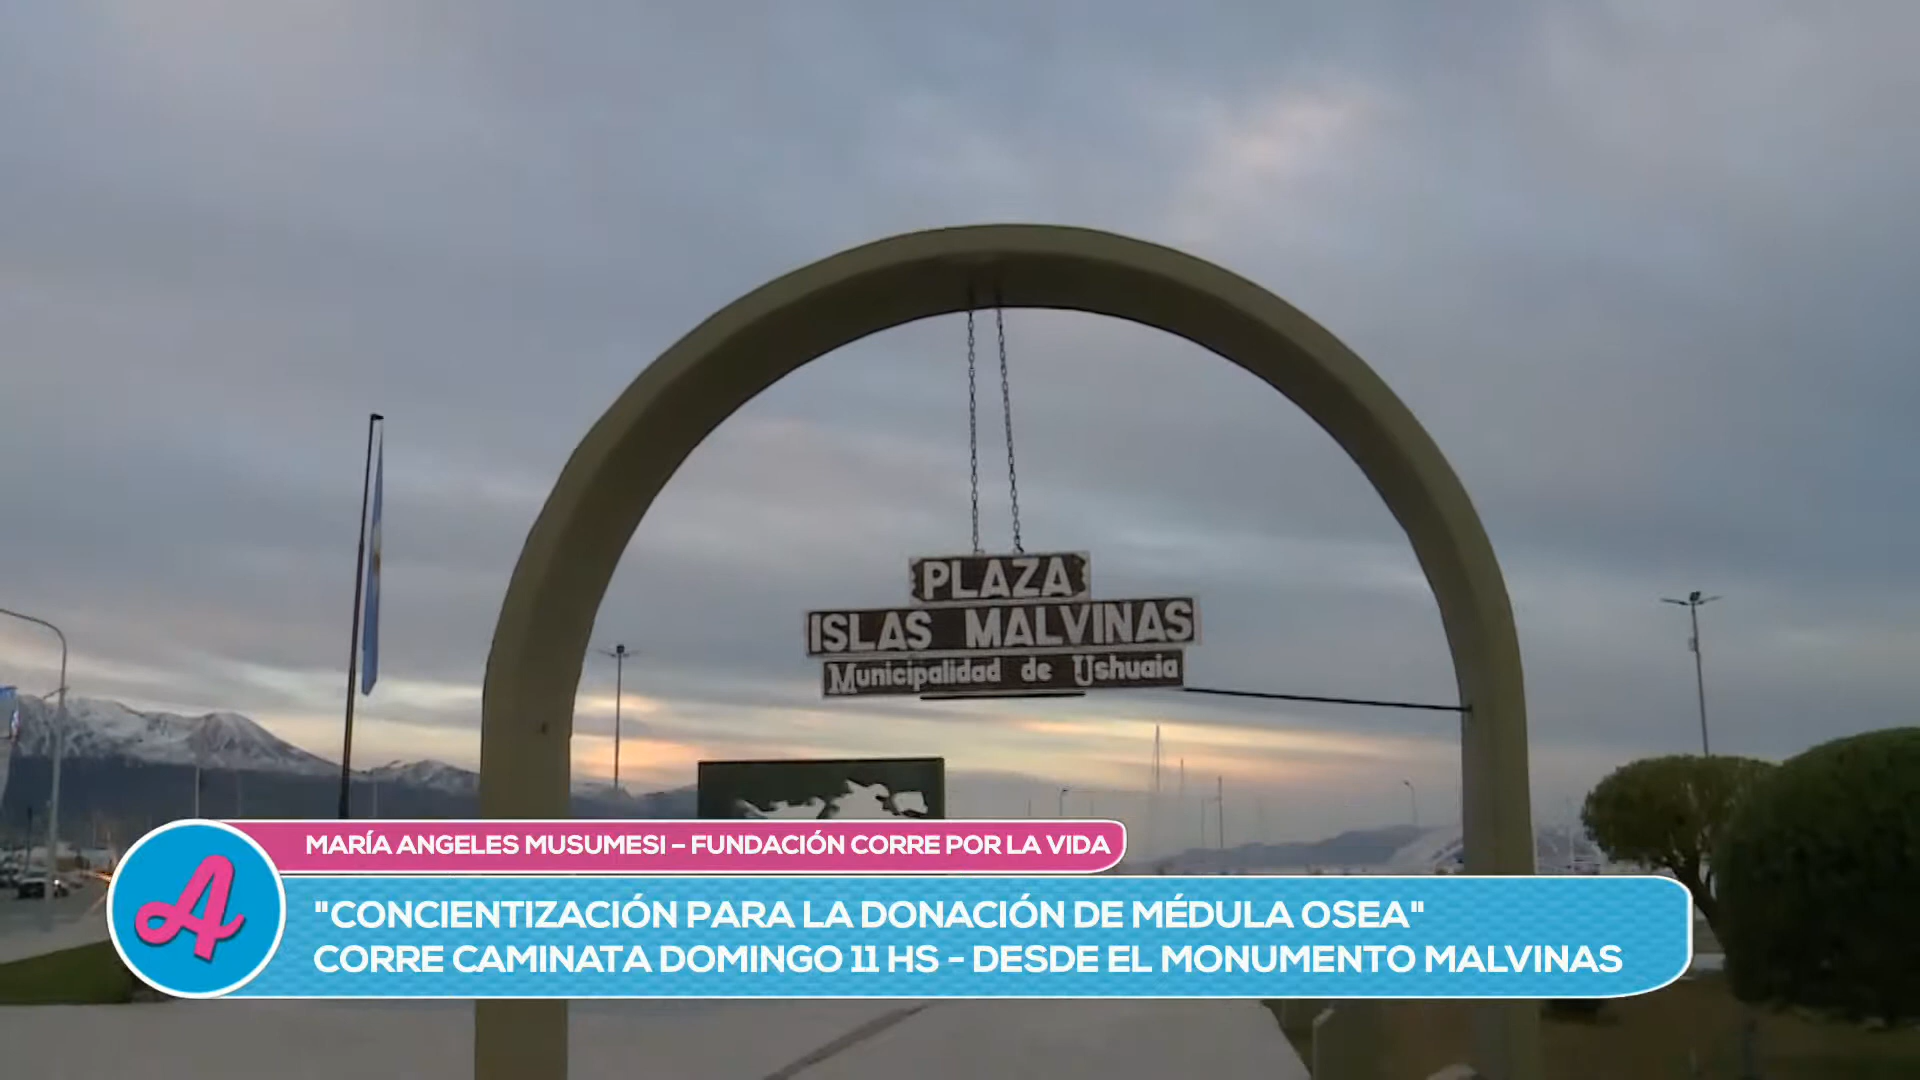 PLAZA
ISLAS MALVINAS
Municipalidad de Ushuaia
MARÍA ANGELES MUSUMESI – FUNDACIÓN CORRE POR LA VIDA
A
"CONCIENTIZACIÓN PARA LA DONACIÓN DE MÉDULA OSEA"
CORRE CAMINATA DOMINGO 11 HS - DESDE EL MONUMENTO MALVINAS